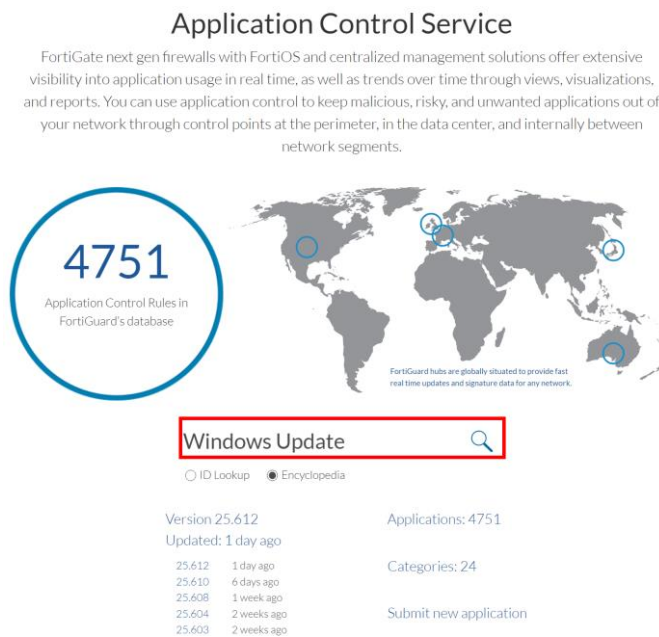 Application Control Service
FortiGate next gen firewalls with FortiOS and centralized management solutions offer extensive
visibility into application usage in real time, as well as trends over time through views, visualizations,
and reports. You can use application control to keep malicious, risky, and unwanted applications out of
your network through control points at the perimeter, in the data center, and internally between
network segments.
4751
Application Control Rules in
FortiGuard's database
FortiGuard hubs are globally situated to provide fast
real time updates and signature data for any network.
Windows Update
ID Lookup Encyclopedia
Version 25.612
Updated: 1 day ago
25.612 1 day ago
25.610 6 days ago
25.608 1 week ago
25.604 2 weeks ago
25.603 2 weeks ago
Applications: 4751
Categories: 24
Submit new application